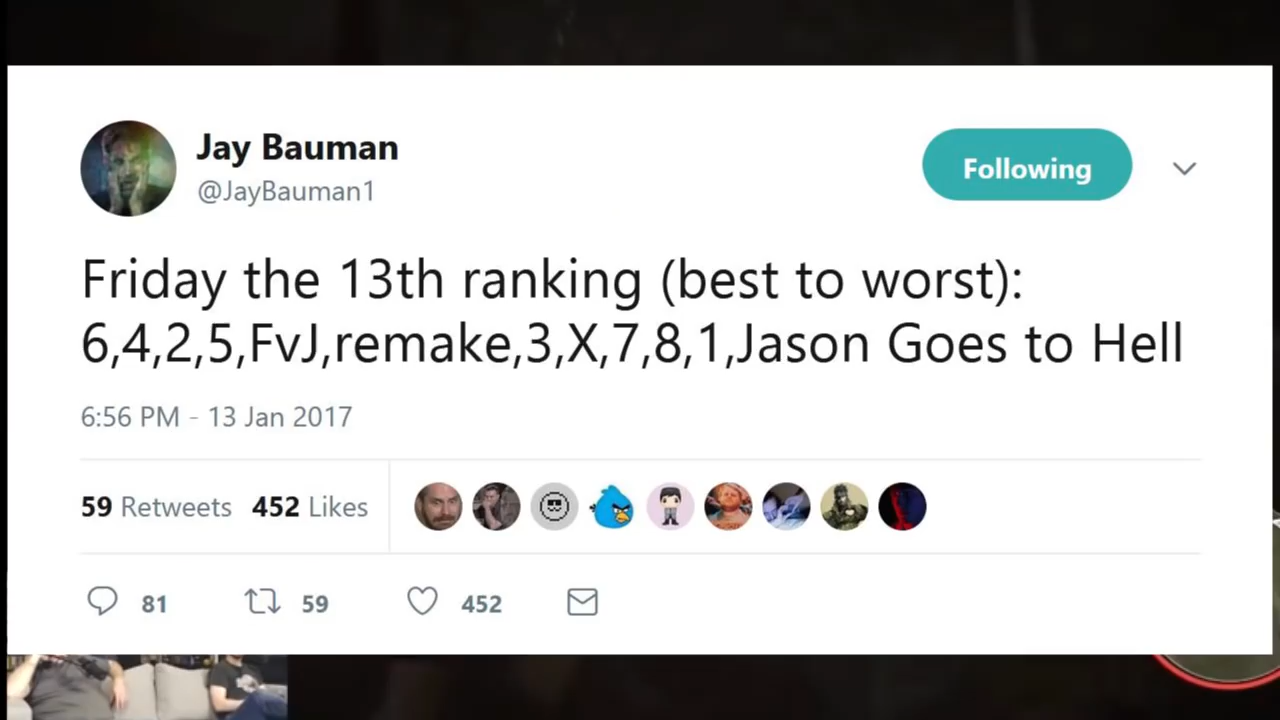 Jay Bauman
@JayBauman1
Following
Friday the 13th ranking (best to worst):
6,4,2,5,FvJ,remake,3,X,7,8,1,Jason Goes to Hell
6:56 PM - 13 Jan 2017
59 Retweets 452 Likes
81 59 452